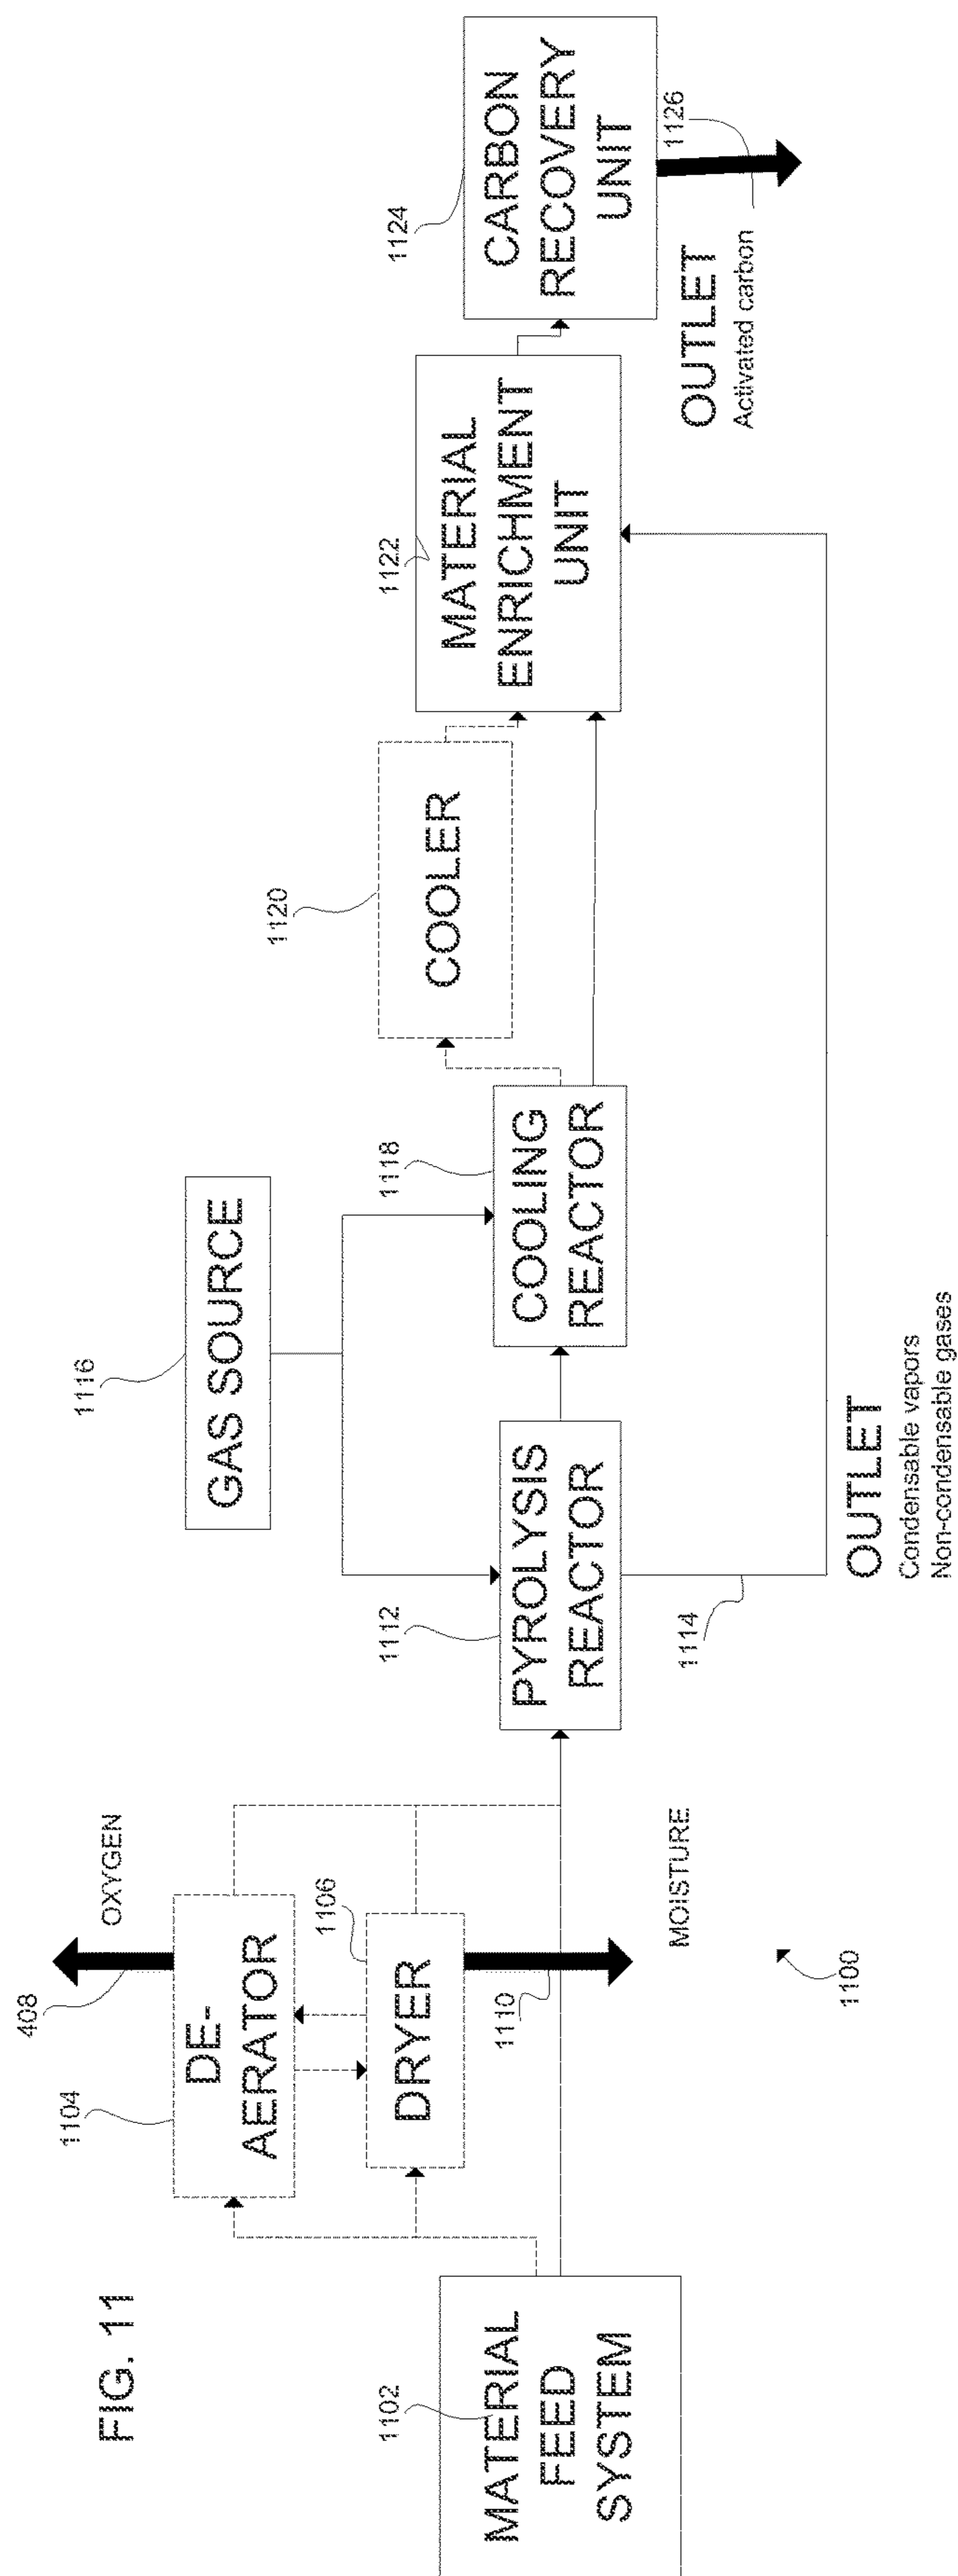 FIG. 11
1102
MATERIAL
FEED
SYSTEM
1104
DE-
AERATOR
408
OXYGEN
1106
DRYER
1110
MOISTURE
1100
1112
PYROLYSIS
REACTOR
1114
OUTLET
Condensable vapors
Non-condensable gases
1116
GAS SOURCE
1118
COOLING
REACTOR
1120
COOLER
1122
MATERIAL
ENRICHMENT
UNIT
1124
CARBON
RECOVERY
UNIT
1126
OUTLET
Activated carbon